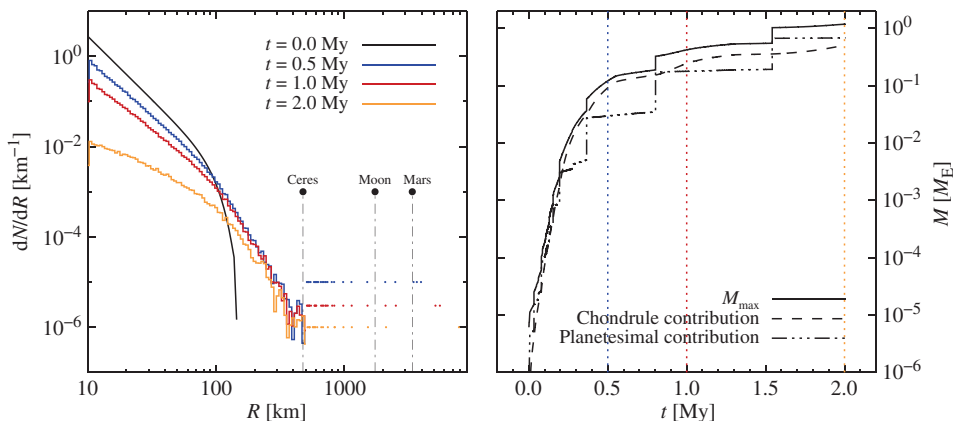 t = 0.0 My
t = 0.5 My
t = 1.0 My
t = 2.0 My
Ceres Moon Mars
10^0
10^-2
10^-4
10^-6
dN/dR [km^-1]
10 100 1000
R [km]
M_max
Chondrule contribution
Planetesimal contribution
10^0
10^-1
10^-2
10^-3
10^-4
10^-5
10^-6
M [M_E]
0.0 0.5 1.0 1.5 2.0
t [My]